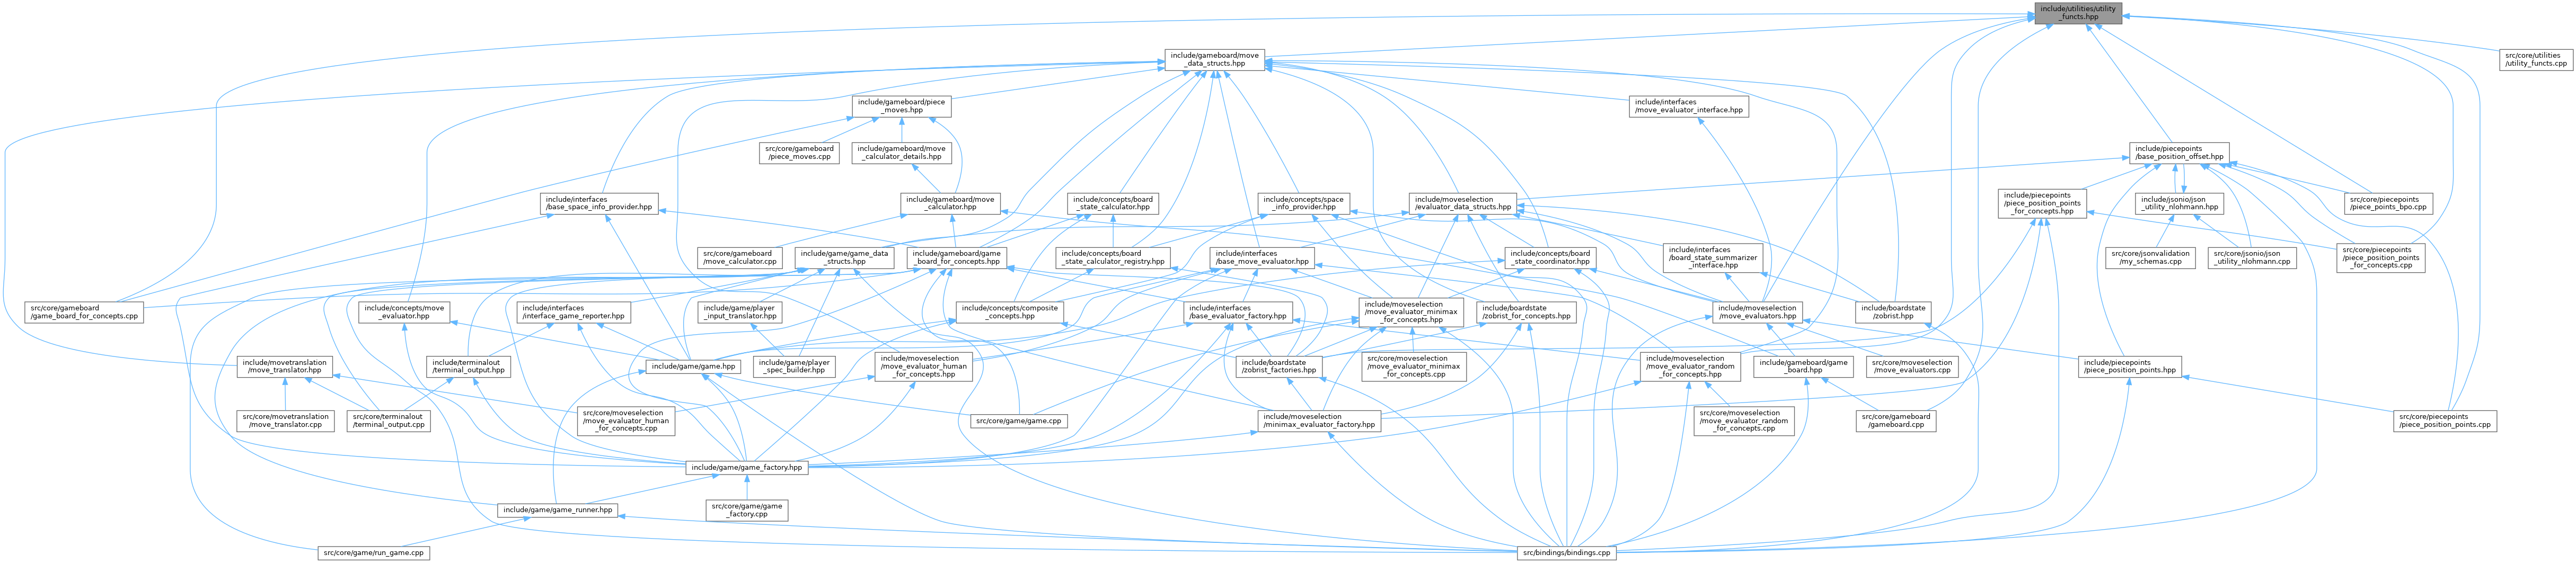 include/utilities/utility
_functs.hpp
include/gameboard/move
_data_structs.hpp
src/core/utilities
/utility_functs.cpp
include/gameboard/piece
_moves.hpp
include/interfaces
/move_evaluator_interface.hpp
src/core/gameboard
/piece_moves.cpp
include/gameboard/move
_calculator_details.hpp
include/piecepoints
/base_position_offset.hpp
include/interfaces
/base_space_info_provider.hpp
include/gameboard/move
_calculator.hpp
include/concepts/board
_state_calculator.hpp
include/concepts/space
_info_provider.hpp
include/moveselection
/evaluator_data_structs.hpp
include/piecepoints
/piece_position_points
_for_concepts.hpp
include/jsonio/json
_utility_nlohmann.hpp
src/core/piecepoints
/piece_points_bpo.cpp
src/core/gameboard
/move_calculator.cpp
include/game/game_data
_structs.hpp
include/gameboard/game
_board_for_concepts.hpp
include/concepts/board
_state_calculator_registry.hpp
include/interfaces
/base_move_evaluator.hpp
include/concepts/board
_state_coordinator.hpp
include/interfaces
/board_state_summarizer
_interface.hpp
src/core/jsonvalidation
/my_schemas.cpp
src/core/jsonio/json
_utility_nlohmann.cpp
src/core/piecepoints
/piece_position_points
_for_concepts.cpp
src/core/gameboard
/game_board_for_concepts.cpp
include/concepts/move
_evaluator.hpp
include/interfaces
/interface_game_reporter.hpp
include/game/player
_input_translator.hpp
include/concepts/composite
_concepts.hpp
include/interfaces
/base_evaluator_factory.hpp
include/moveselection
/move_evaluator_minimax
_for_concepts.hpp
include/boardstate
/zobrist_for_concepts.hpp
include/moveselection
/move_evaluators.hpp
include/boardstate
/zobrist.hpp
include/movetranslation
/move_translator.hpp
include/terminalout
/terminal_output.hpp
include/game/game.hpp
include/game/player
_spec_builder.hpp
include/moveselection
/move_evaluator_human
_for_concepts.hpp
include/boardstate
/zobrist_factories.hpp
src/core/moveselection
/move_evaluator_minimax
_for_concepts.cpp
include/moveselection
/move_evaluator_random
_for_concepts.hpp
include/gameboard/game
_board.hpp
src/core/moveselection
/move_evaluators.cpp
include/piecepoints
/piece_position_points.hpp
src/core/movetranslation
/move_translator.cpp
src/core/terminalout
/terminal_output.cpp
src/core/moveselection
/move_evaluator_human
_for_concepts.cpp
src/core/game/game.cpp
include/moveselection
/minimax_evaluator_factory.hpp
src/core/moveselection
/move_evaluator_random
_for_concepts.cpp
src/core/gameboard
/gameboard.cpp
src/core/piecepoints
/piece_position_points.cpp
include/game/game_factory.hpp
include/game/game_runner.hpp
src/core/game/game
_factory.cpp
src/core/game/run_game.cpp
src/bindings/bindings.cpp